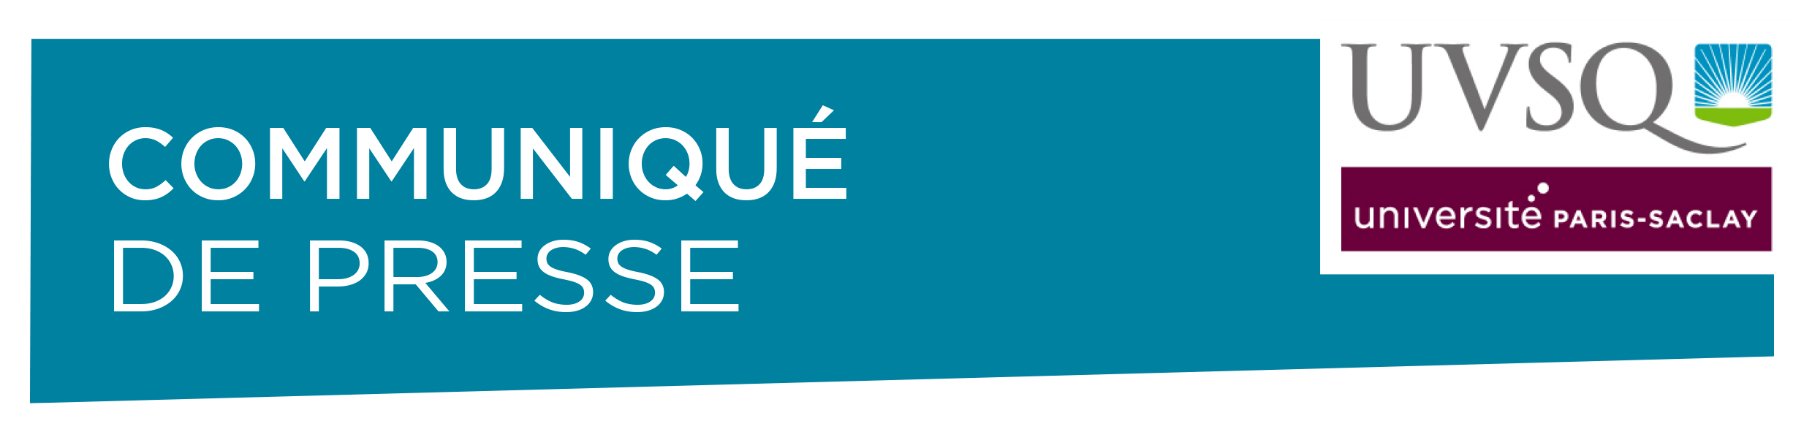 COMMUNIQUÉ
DE PRESSE
UVSQ
université PARIS-SACLAY